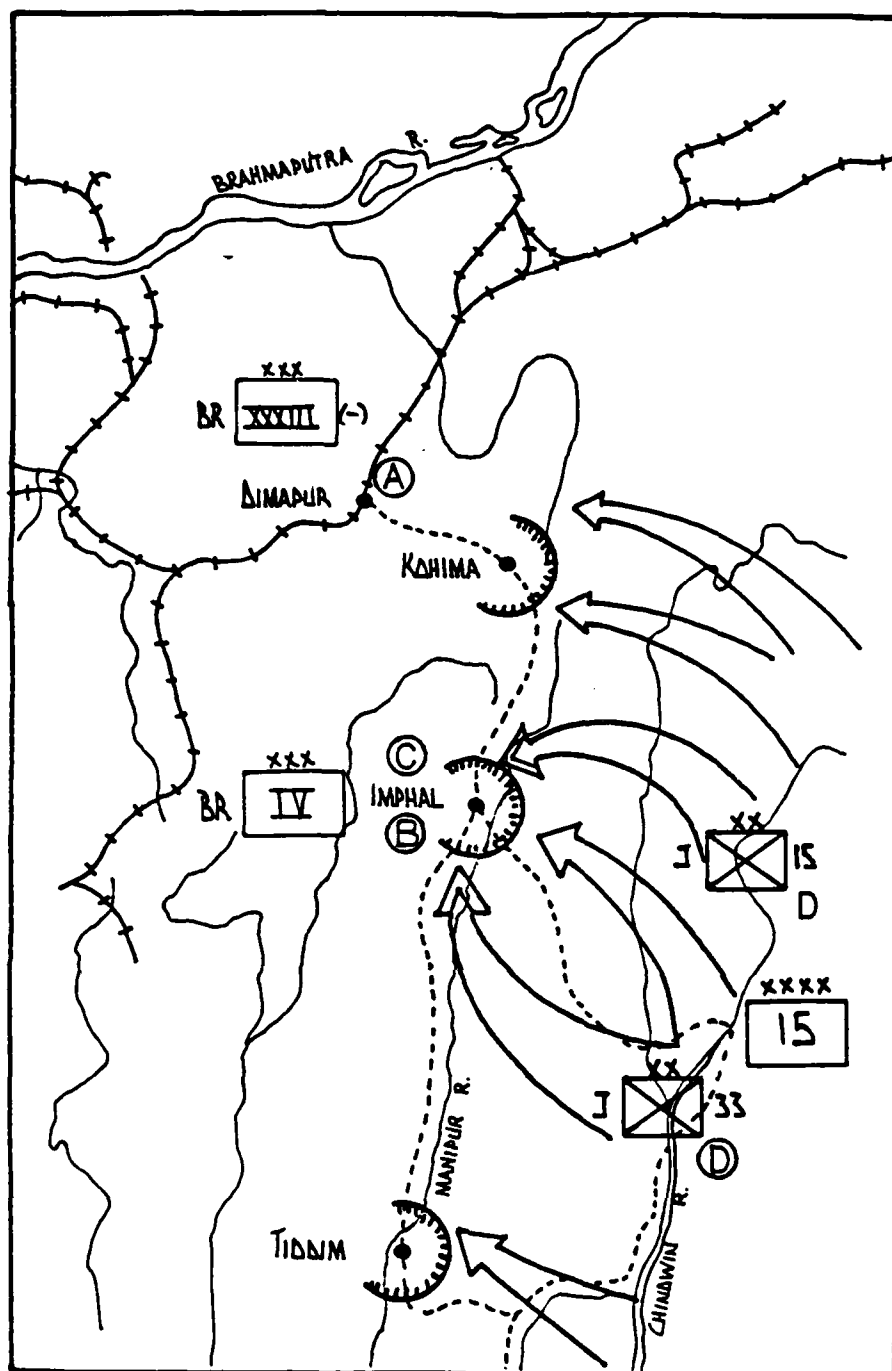 BRAHMAPUTRA R.
XXX
BR XXXIII (-)
A
DIMAPUR
KOHIMA
XXX
BR IV
C
IMPHAL
B
XX
J 15
D
XXXX
15
XX
J 33
D
MANIPUR R.
TIDDIM
CHINDWIN R.